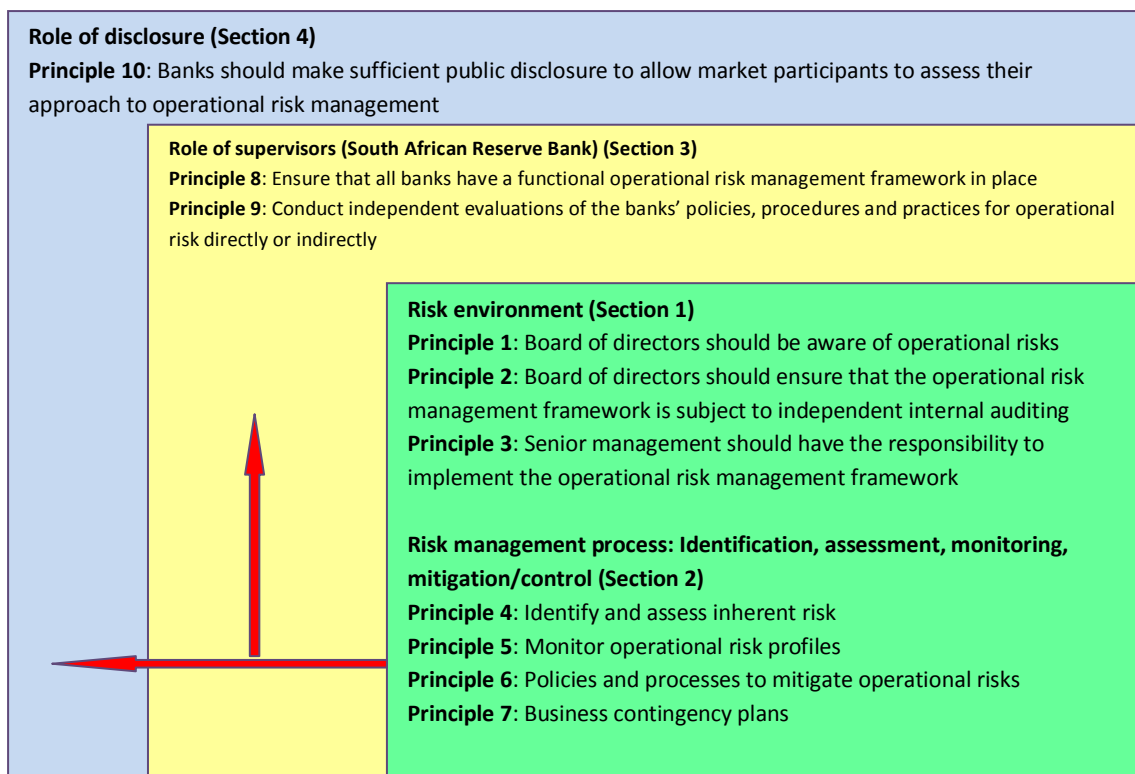 Role of disclosure (Section 4)
Principle 10: Banks should make sufficient public disclosure to allow market participants to assess their
approach to operational risk management
Role of supervisors (South African Reserve Bank) (Section 3)
Principle 8: Ensure that all banks have a functional operational risk management framework in place
Principle 9: Conduct independent evaluations of the banks’ policies, procedures and practices for operational
risk directly or indirectly
Risk environment (Section 1)
Principle 1: Board of directors should be aware of operational risks
Principle 2: Board of directors should ensure that the operational risk
management framework is subject to independent internal auditing
Principle 3: Senior management should have the responsibility to
implement the operational risk management framework
Risk management process: Identification, assessment, monitoring,
mitigation/control (Section 2)
Principle 4: Identify and assess inherent risk
Principle 5: Monitor operational risk profiles
Principle 6: Policies and processes to mitigate operational risks
Principle 7: Business contingency plans